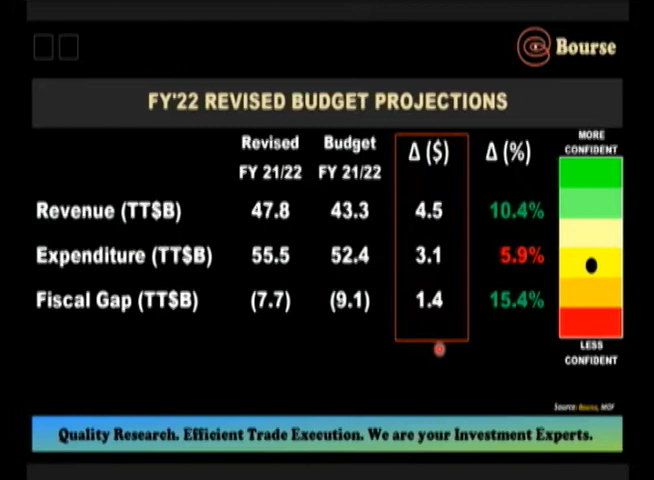 Bourse
FY'22 REVISED BUDGET PROJECTIONS
Revised FY 21/22 Budget FY 21/22 Δ ($) Δ (%)
Revenue (TT$B) 47.8 43.3 4.5 10.4%
Expenditure (TT$B) 55.5 52.4 3.1 5.9%
Fiscal Gap (TT$B) (7.7) (9.1) 1.4 15.4%
MORE
CONFIDENT
LESS
CONFIDENT
Source: Bourse, MOF
Quality Research. Efficient Trade Execution. We are your Investment Experts.